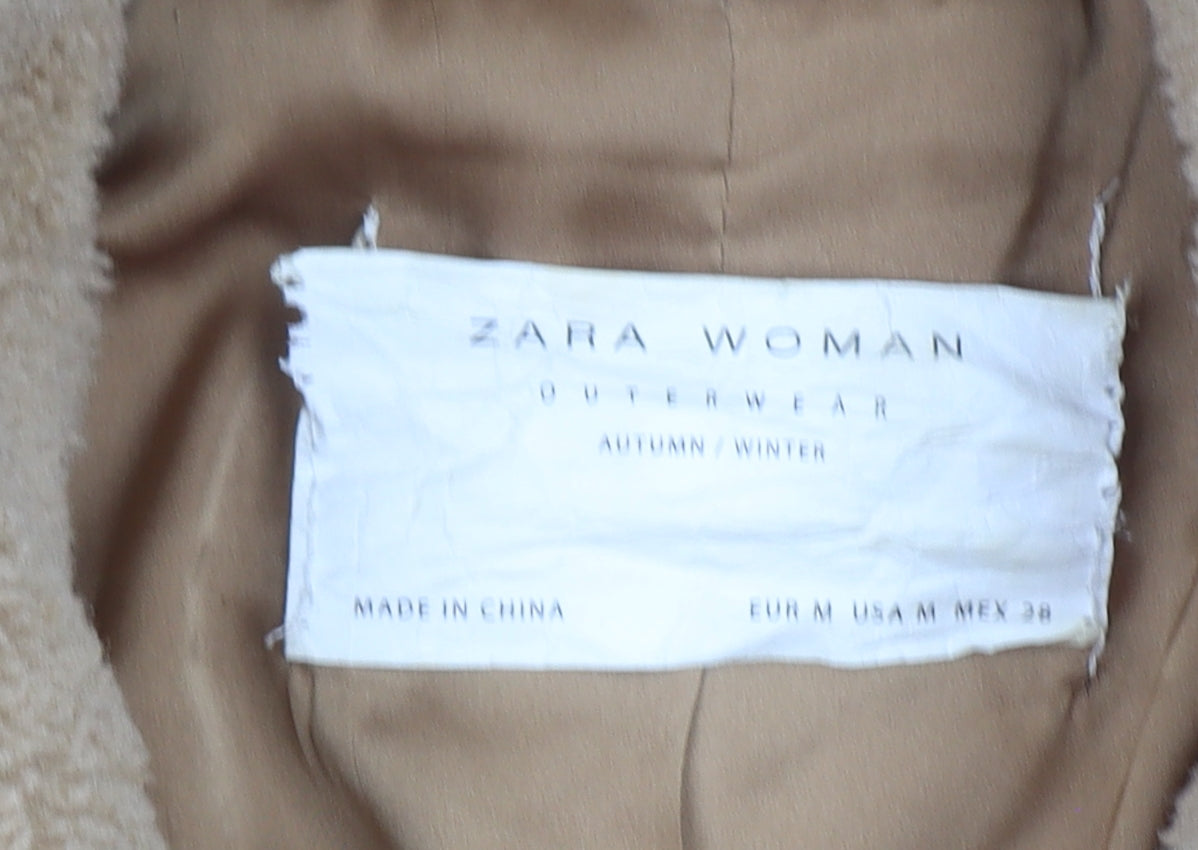 ZARA WOMAN
OUTERWEAR
AUTUMN / WINTER
MADE IN CHINA
EUR M USA M MEX 28